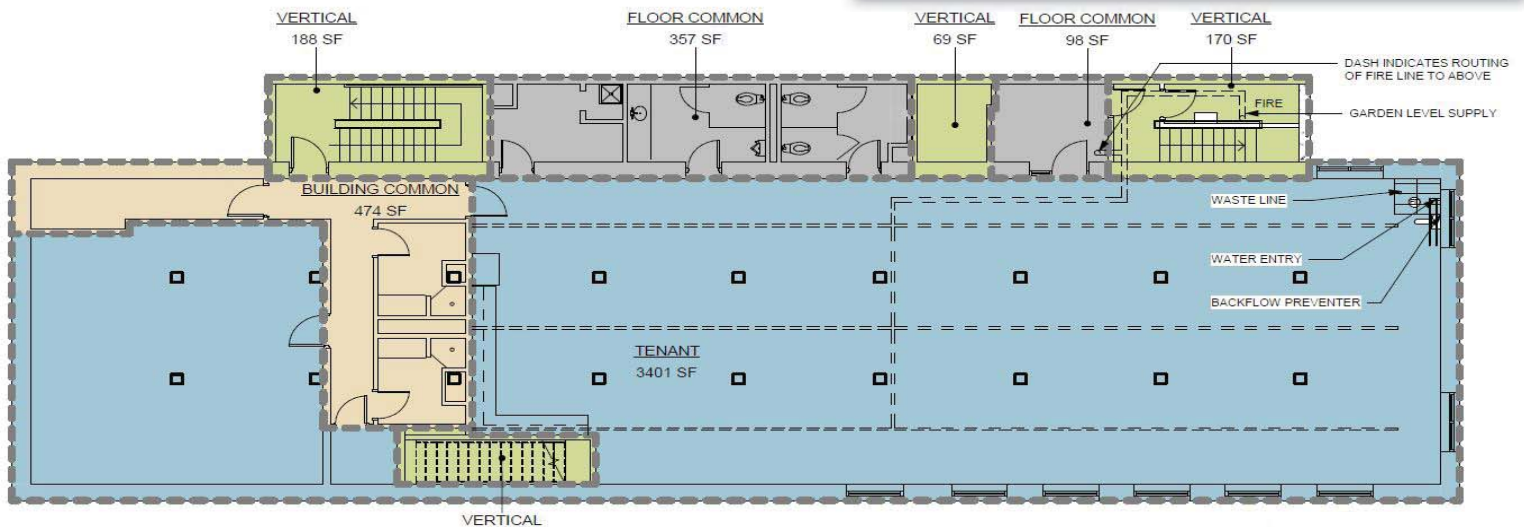 VERTICAL
188 SF
FLOOR COMMON
357 SF
VERTICAL
69 SF
FLOOR COMMON
98 SF
VERTICAL
170 SF
DASH INDICATES ROUTING
OF FIRE LINE TO ABOVE
FIRE
GARDEN LEVEL SUPPLY
BUILDING COMMON
474 SF
WASTE LINE
WATER ENTRY
BACKFLOW PREVENTER
TENANT
3401 SF
VERTICAL